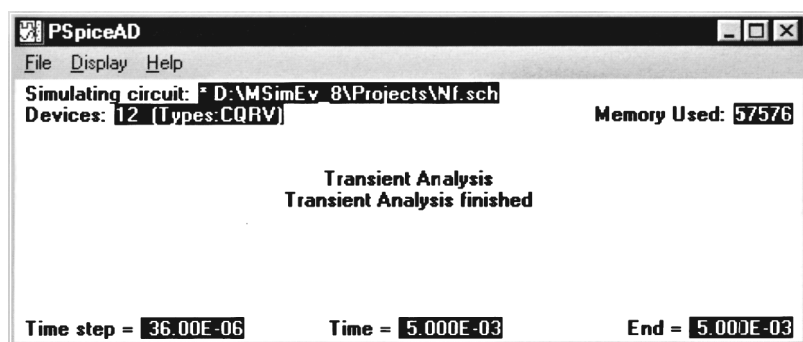 PSpiceAD
File Display Help
Simulating circuit: * D:\MSimEv_8\Projects\Nf.sch
Devices: 12 (Types:CQRV) Memory Used: 57576
Transient Analysis
Transient Analysis finished
Time step = 36.00E-06 Time = 5.000E-03 End = 5.000E-03